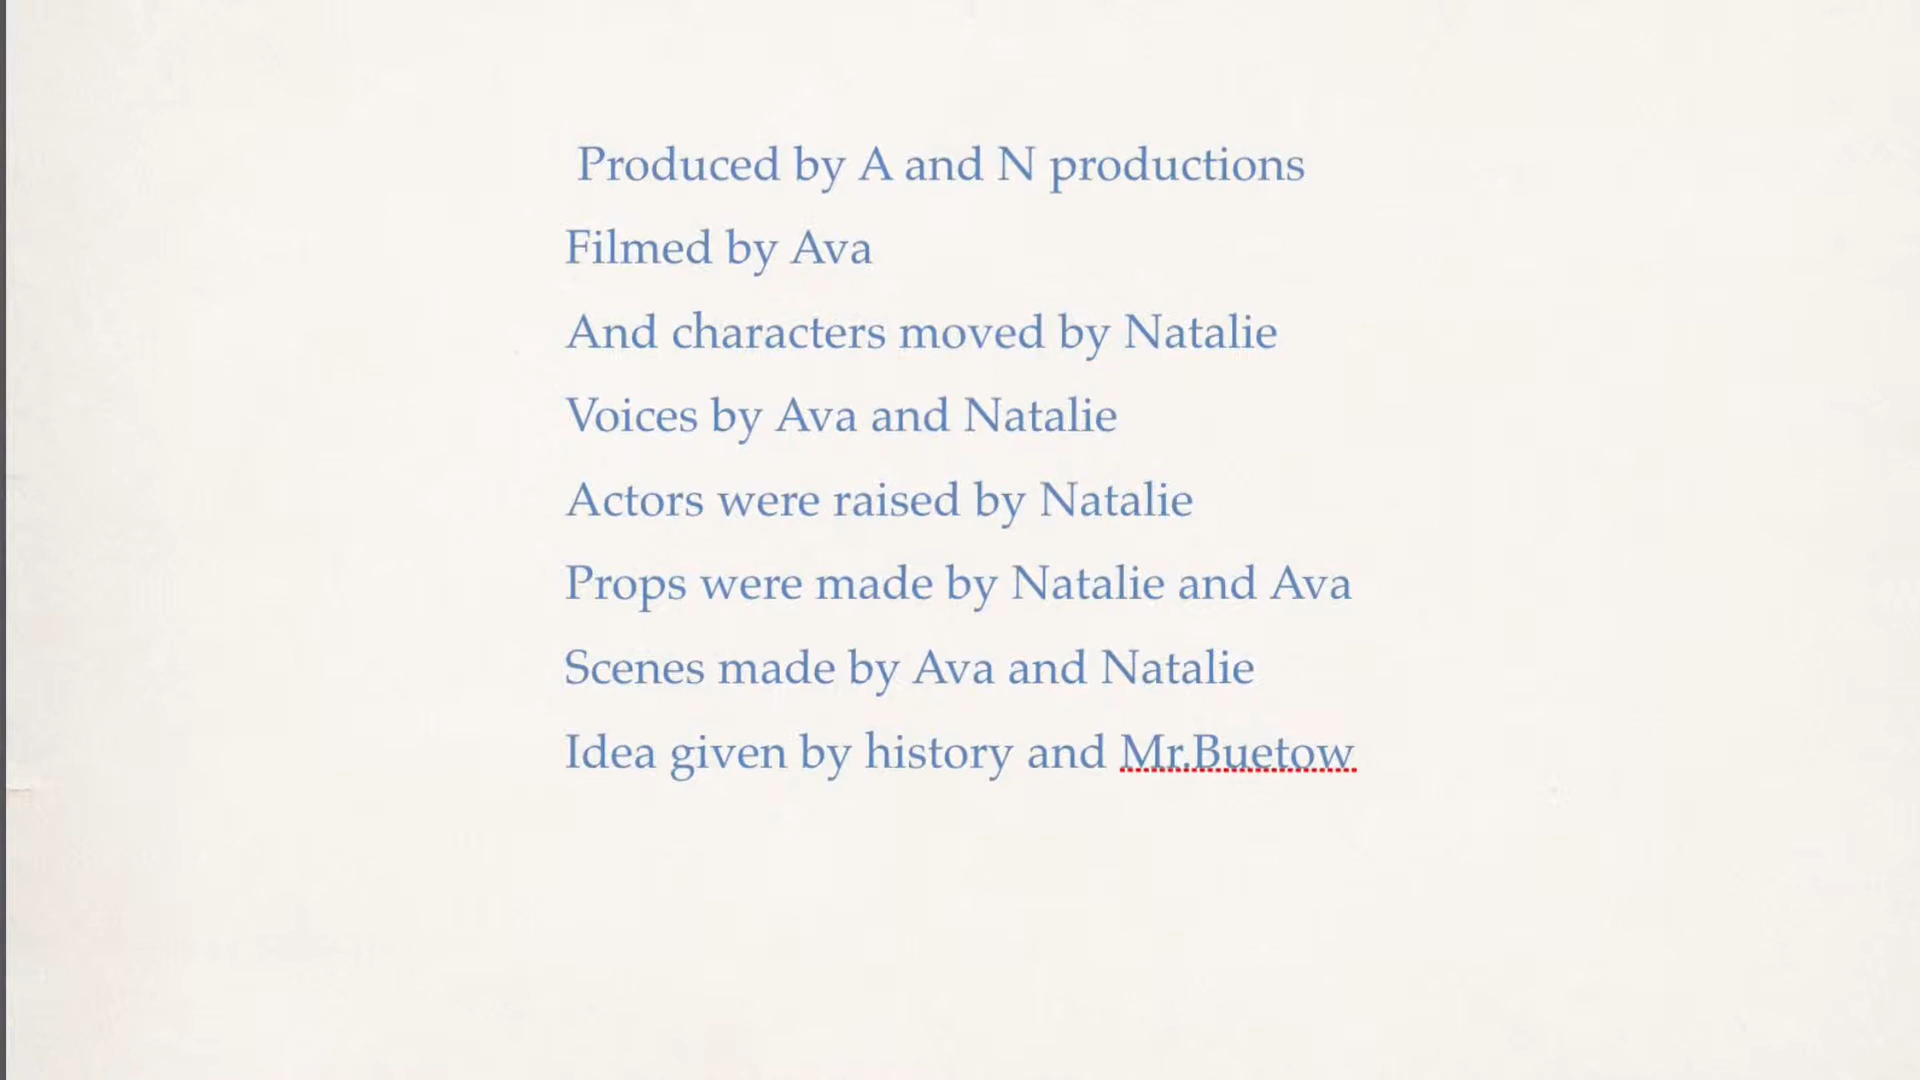 Produced by A and N productions
Filmed by Ava
And characters moved by Natalie
Voices by Ava and Natalie
Actors were raised by Natalie
Props were made by Natalie and Ava
Scenes made by Ava and Natalie
Idea given by history and Mr.Buetow